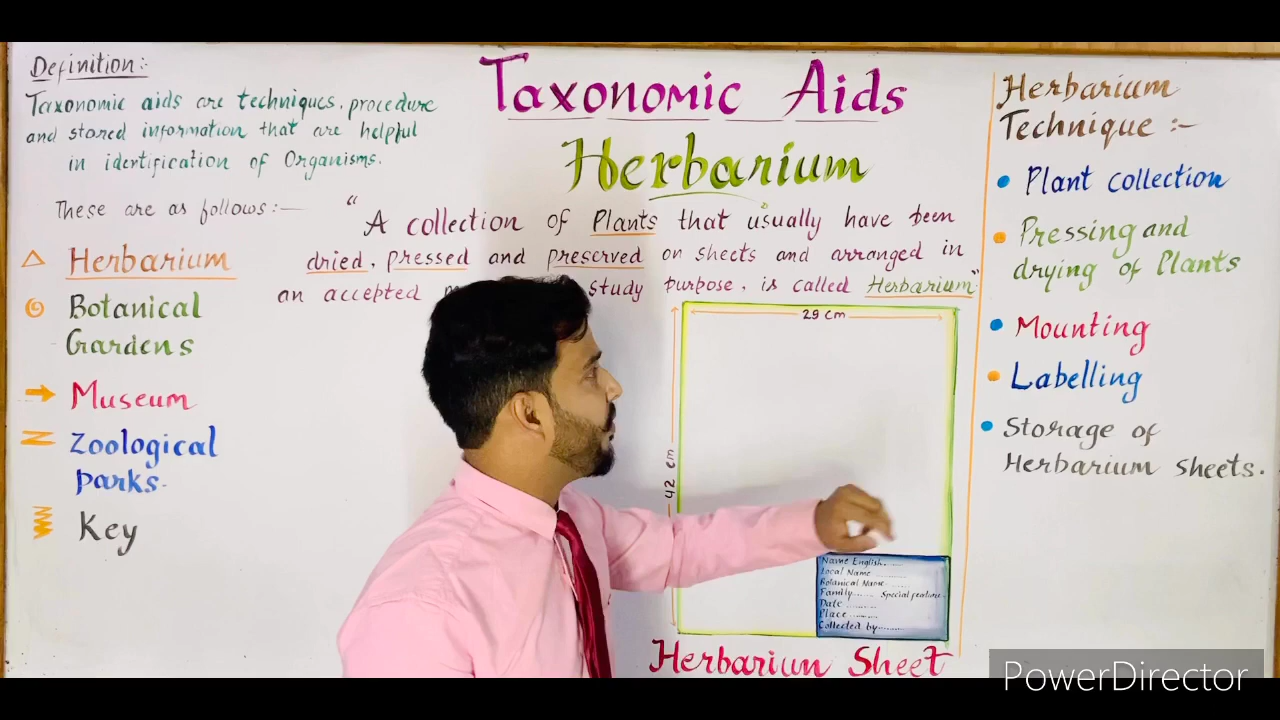 Definition:-
Taxonomic aids are techniques, procedure
and stored information that are helpful
in identification of Organisms.
These are as follows:-
Herbarium
Botanical
Gardens
Museum
Zoological
parks.
Key
Taxonomic Aids
Herbarium
"A collection of Plants that usually have been
dried, pressed and preserved on sheets and arranged in
an accepted study purpose, is called Herbarium"
29 cm
42 cm
Name English......
Local Name ......
Botanical Name ......
Family...... Special feature..
Date ..........
Place ..........
Collected by..........
Herbarium Sheet
Herbarium
Technique :-
Plant collection
Pressing and
drying of Plants
Mounting
Labelling
Storage of
Herbarium sheets.
PowerDirector